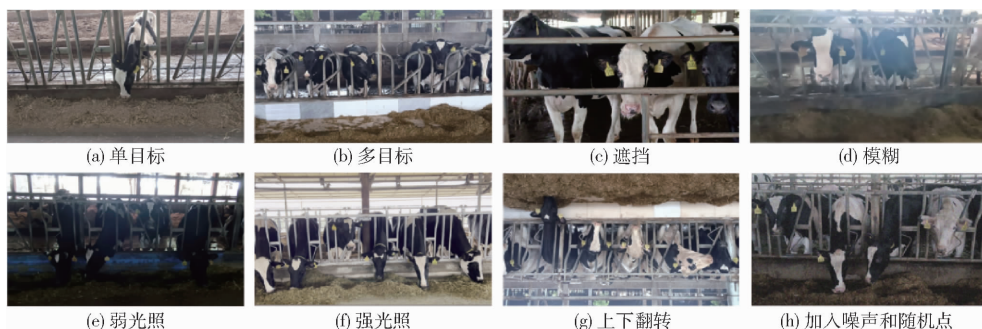 (a) 单目标
(b) 多目标
(c) 遮挡
(d) 模糊
(e) 弱光照
(f) 强光照
(g) 上下翻转
(h) 加入噪声和随机点